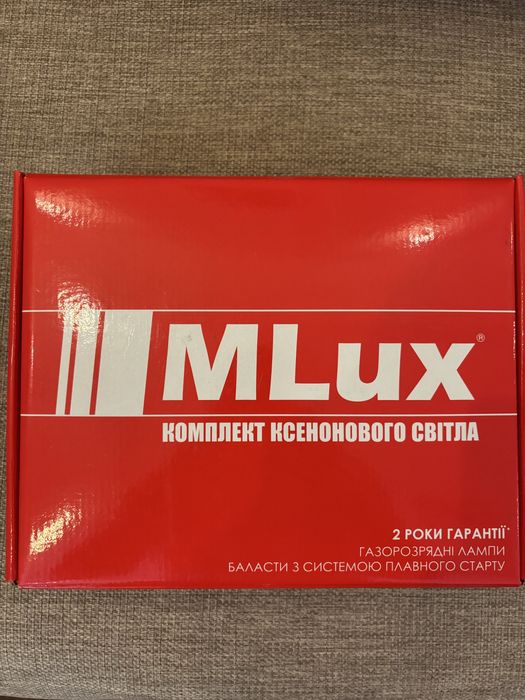 MLux®
КОМПЛЕКТ КСЕНОНОВОГО СВІТЛА
2 РОКИ ГАРАНТІЇ*
ГАЗОРОЗРЯДНІ ЛАМПИ
БАЛАСТИ З СИСТЕМОЮ ПЛАВНОГО СТАРТУ